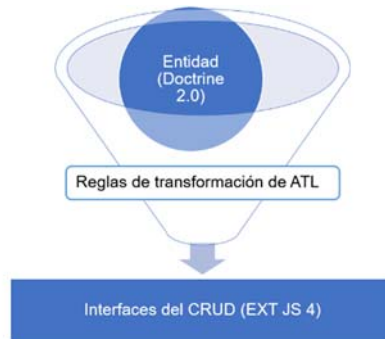 Entidad
(Doctrine
2.0)
Reglas de transformación de ATL
Interfaces del CRUD (EXT JS 4)